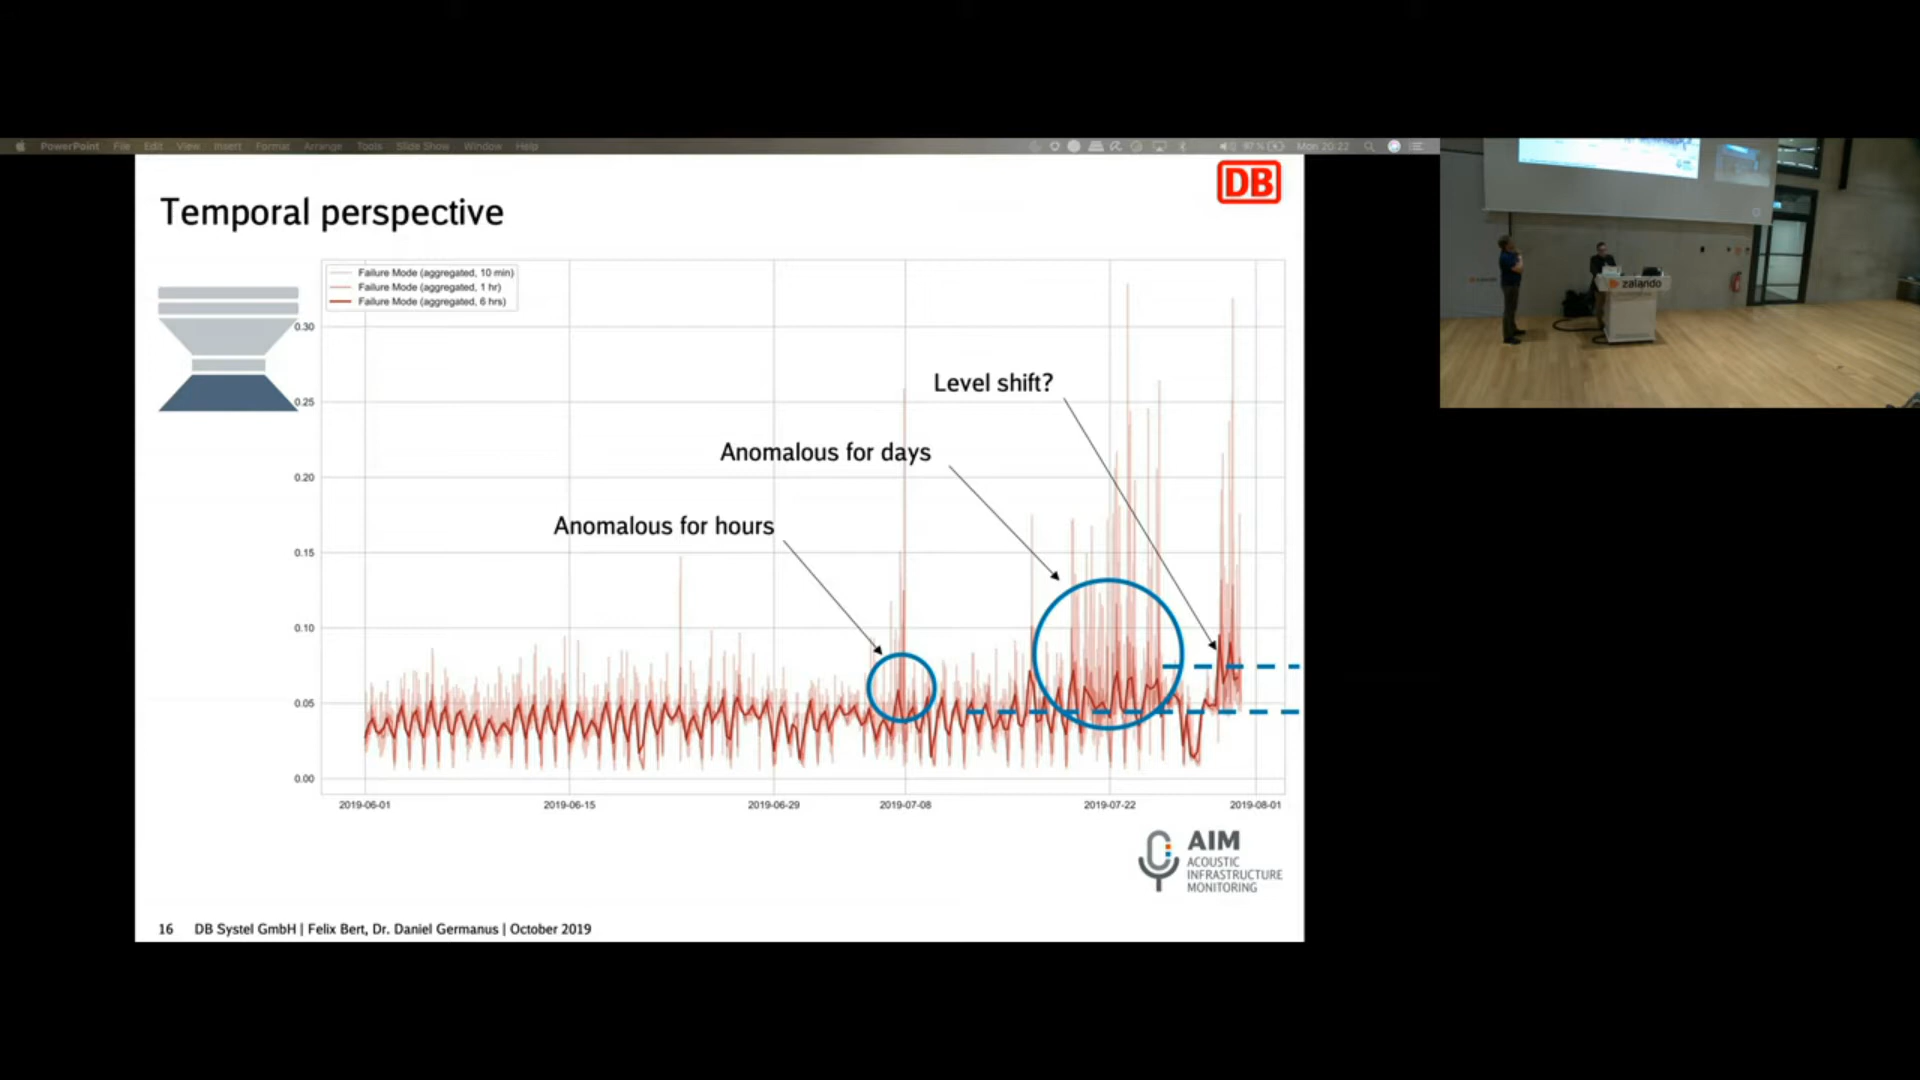 PowerPoint File Edit View Insert Format Arrange Tools Slide Show Window Help
97 % Mon 20:22
DB
Temporal perspective
Failure Mode (aggregated, 10 min)
Failure Mode (aggregated, 1 hr)
Failure Mode (aggregated, 6 hrs)
0.30
0.25
0.20
0.15
0.10
0.05
0.00
Level shift?
Anomalous for days
Anomalous for hours
2019-06-01 2019-06-15 2019-06-29 2019-07-08 2019-07-22 2019-08-01
AIM
ACOUSTIC
INFRASTRUCTURE
MONITORING
16 DB Systel GmbH | Felix Bert, Dr. Daniel Germanus | October 2019
zalando